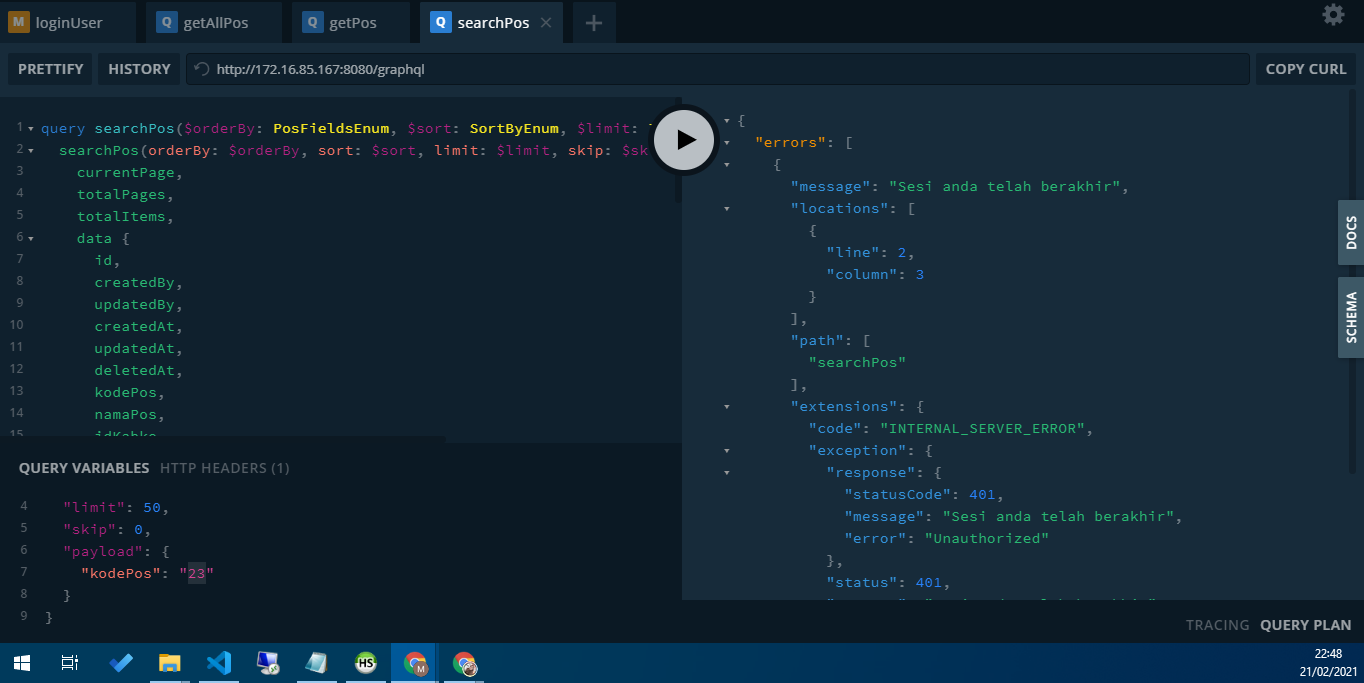 M loginUser
Q getAllPos
Q getPos
Q searchPos
PRETTIFY
HISTORY
http://172.16.85.167:8080/graphql
COPY CURL
1 query searchPos($orderBy: PosFieldsEnum, $sort: SortByEnum, $limit:
2 searchPos(orderBy: $orderBy, sort: $sort, limit: $limit, skip: $sk
3 currentPage,
4 totalPages,
5 totalItems,
6 data {
7 id,
8 createdBy,
9 updatedBy,
10 createdAt,
11 updatedAt,
12 deletedAt,
13 kodePos,
14 namaPos,
15
{
"errors": [
{
"message": "Sesi anda telah berakhir",
"locations": [
{
"line": 2,
"column": 3
}
],
"path": [
"searchPos"
],
"extensions": {
"code": "INTERNAL_SERVER_ERROR",
"exception": {
"response": {
"statusCode": 401,
"message": "Sesi anda telah berakhir",
"error": "Unauthorized"
},
"status": 401,
DOCS
SCHEMA
QUERY VARIABLES
HTTP HEADERS (1)
4 "limit": 50,
5 "skip": 0,
6 "payload": {
7 "kodePos": "23"
8 }
9 }
TRACING
QUERY PLAN
HS
M
22:48
21/02/2021